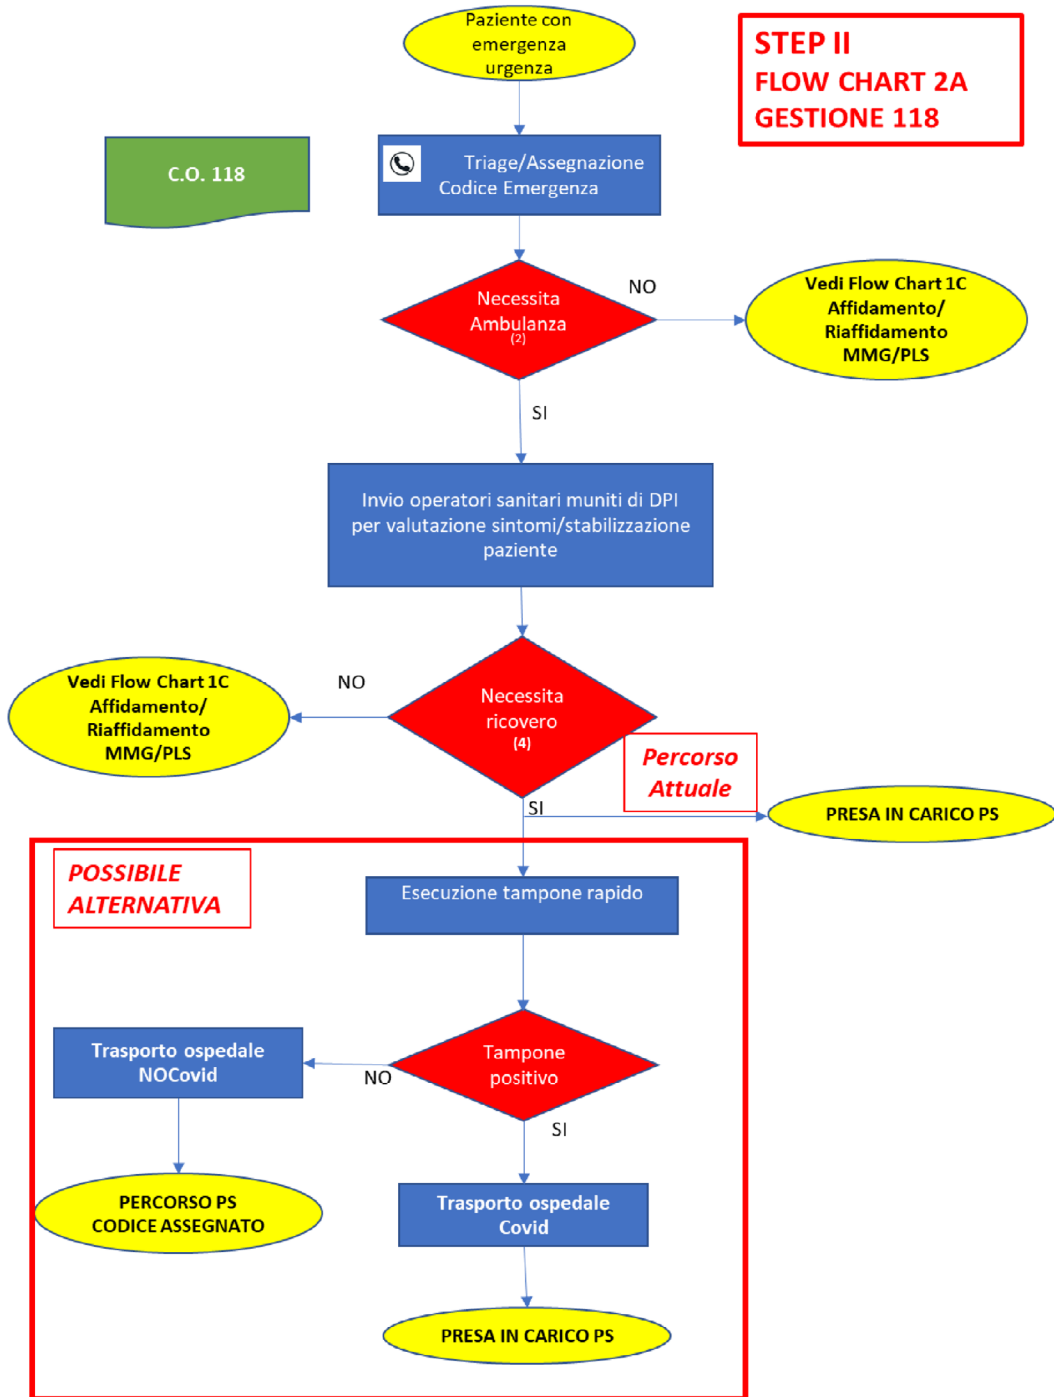 Paziente con
emergenza
urgenza
STEP II
FLOW CHART 2A
GESTIONE 118
C.O. 118
Triage/Assegnazione
Codice Emergenza
Necessita
Ambulanza
(2)
NO
Vedi Flow Chart 1C
Affidamento/
Riaffidamento
MMG/PLS
SI
Invio operatori sanitari muniti di DPI
per valutazione sintomi/stabilizzazione
paziente
Vedi Flow Chart 1C
Affidamento/
Riaffidamento
MMG/PLS
NO
Necessita
ricovero
(4)
Percorso
Attuale
SI
PRESA IN CARICO PS
POSSIBILE
ALTERNATIVA
Esecuzione tampone rapido
Trasporto ospedale
NOCovid
NO
Tampone
positivo
SI
PERCORSO PS
CODICE ASSEGNATO
Trasporto ospedale
Covid
PRESA IN CARICO PS